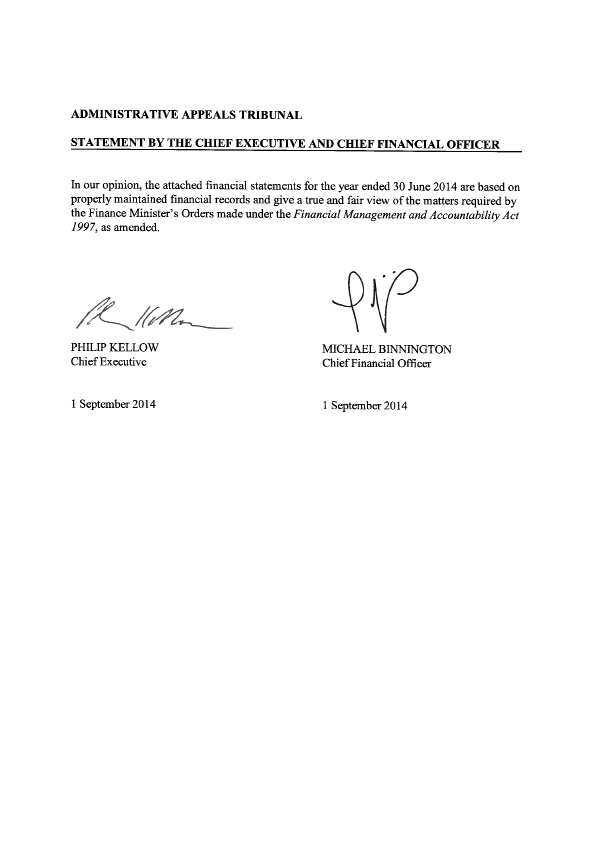 ADMINISTRATIVE APPEALS TRIBUNAL
STATEMENT BY THE CHIEF EXECUTIVE AND CHIEF FINANCIAL OFFICER
In our opinion, the attached financial statements for the year ended 30 June 2014 are based on
properly maintained financial records and give a true and fair view of the matters required by
the Finance Minister's Orders made under the Financial Management and Accountability Act
1997, as amended.
PHILIP KELLOW
Chief Executive
1 September 2014
MICHAEL BINNINGTON
Chief Financial Officer
1 September 2014